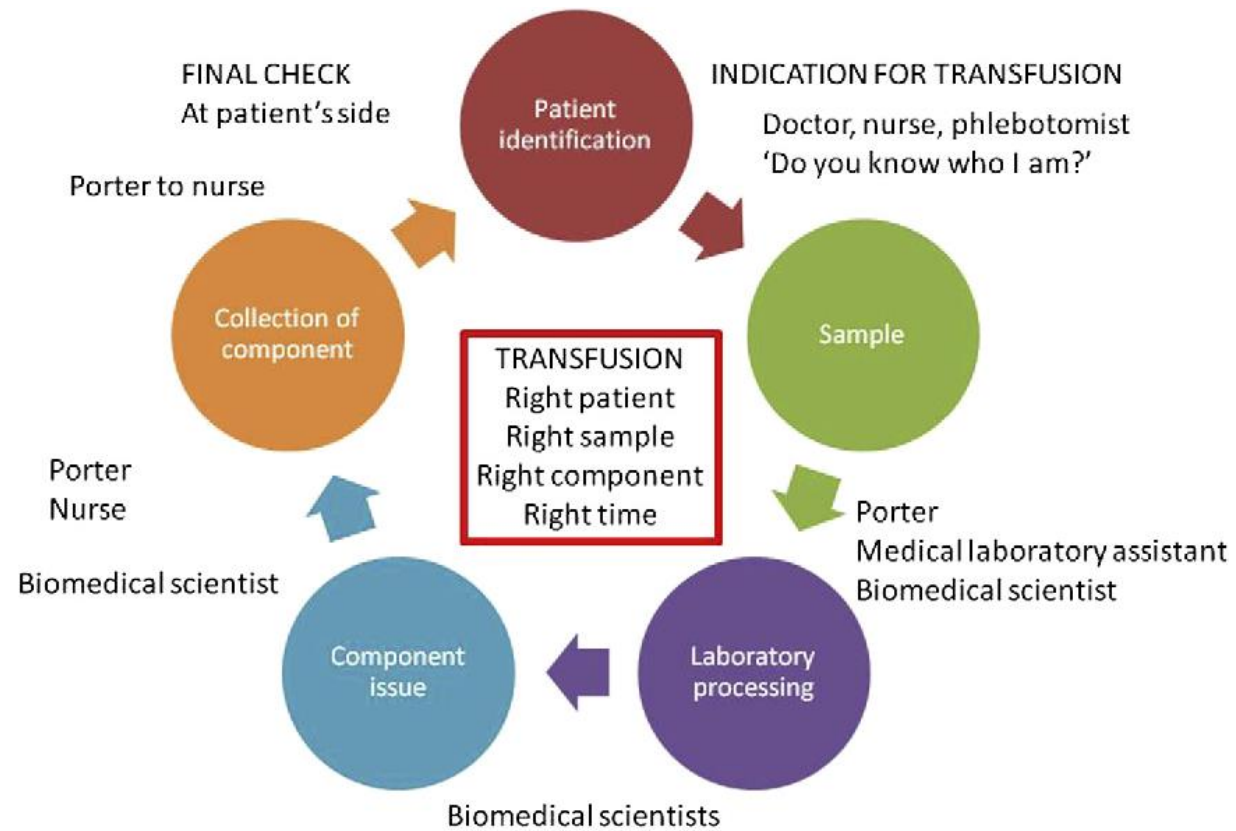 FINAL CHECK
At patient's side
Patient
identification
INDICATION FOR TRANSFUSION
Doctor, nurse, phlebotomist
‘Do you know who I am?’
Porter to nurse
Collection of
component
Sample
TRANSFUSION
Right patient
Right sample
Right component
Right time
Porter
Nurse
Porter
Medical laboratory assistant
Biomedical scientist
Biomedical scientist
Component
issue
Laboratory
processing
Biomedical scientists